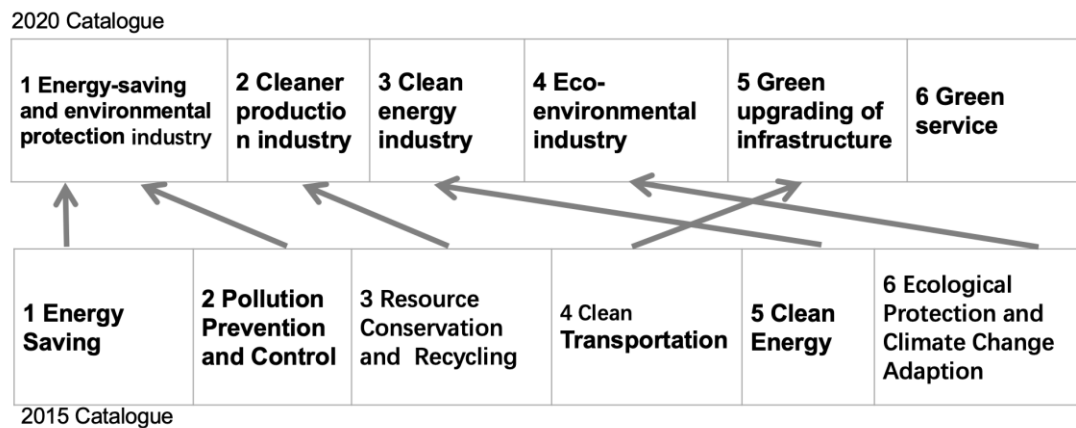 2020 Catalogue
1 Energy-saving
and environmental
protection industry
2 Cleaner
productio
n industry
3 Clean
energy
industry
4 Eco-
environmental
industry
5 Green
upgrading of
infrastructure
6 Green
service
1 Energy
Saving
2 Pollution
Prevention
and Control
3 Resource
Conservation
and Recycling
4 Clean
Transportation
5 Clean
Energy
6 Ecological
Protection and
Climate Change
Adaption
2015 Catalogue